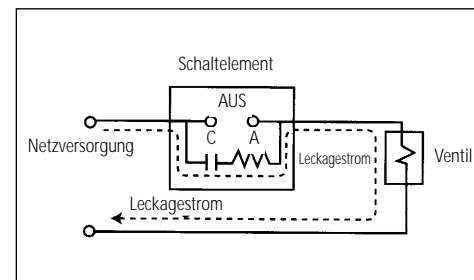 Schaltelement
AUS
C A
Netzversorgung
Leckagestrom
Ventil
Leckagestrom